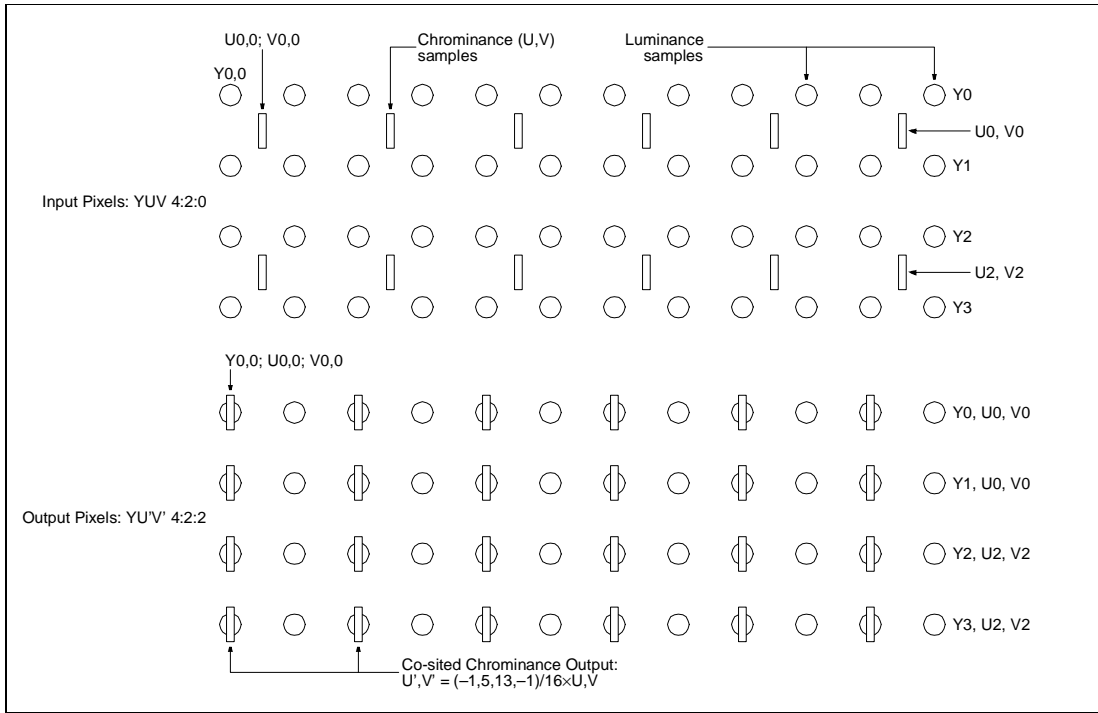 U0,0; V0,0
Chrominance (U,V)
samples
Luminance
samples
Y0,0
Y0
U0, V0
Y1
Input Pixels: YUV 4:2:0
Y2
U2, V2
Y3
Y0,0; U0,0; V0,0
Y0, U0, V0
Y1, U0, V0
Output Pixels: YU'V' 4:2:2
Y2, U2, V2
Y3, U2, V2
Co-sited Chrominance Output:
U',V' = (–1,5,13,–1)/16×U,V